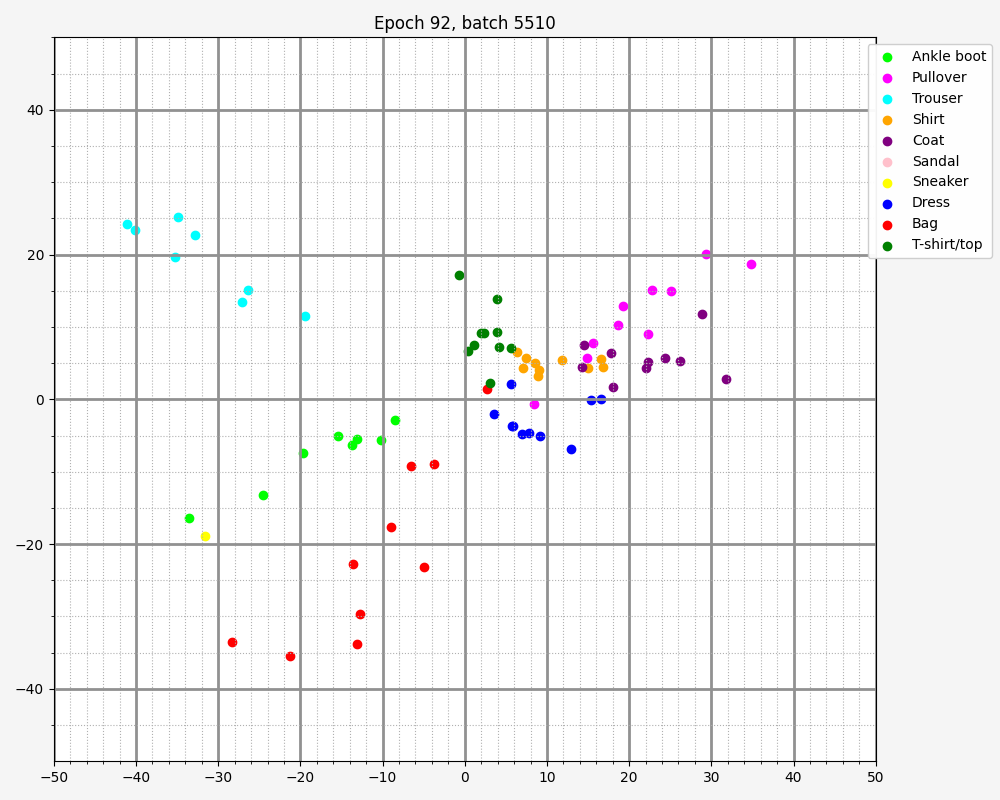 Epoch 92, batch 5510
Ankle boot
Pullover
Trouser
Shirt
Coat
Sandal
Sneaker
Dress
Bag
T-shirt/top
40
20
0
−20
−40
−50
−40
−30
−20
−10
0
10
20
30
40
50